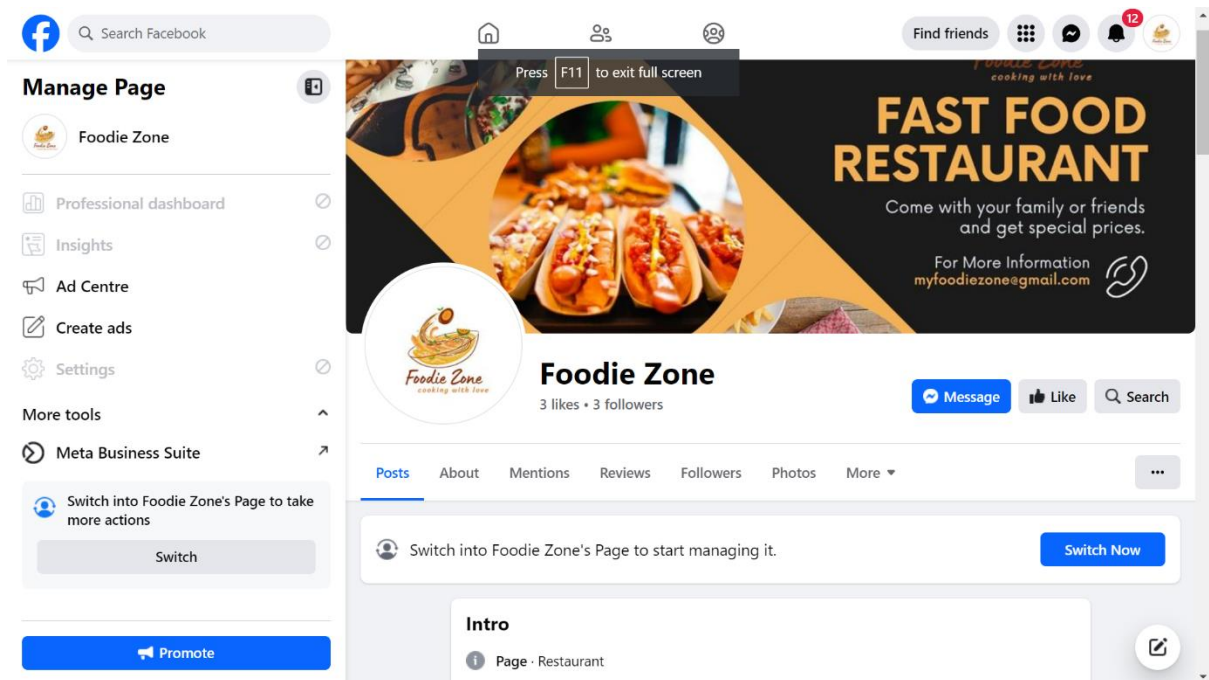 Search Facebook
Find friends
12
Manage Page
Foodie Zone
Professional dashboard
Insights
Ad Centre
Create ads
Settings
More tools
Meta Business Suite
Switch into Foodie Zone's Page to take
more actions
Switch
Promote
Press F11 to exit full screen
Foodie Zone
cooking with love
FAST FOOD
RESTAURANT
Come with your family or friends
and get special prices.
For More Information
myfoodiezone@gmail.com
Foodie Zone
cooking with love
Foodie Zone
3 likes • 3 followers
Message
Like
Search
Posts
About
Mentions
Reviews
Followers
Photos
More
Switch into Foodie Zone's Page to start managing it.
Switch Now
Intro
Page · Restaurant